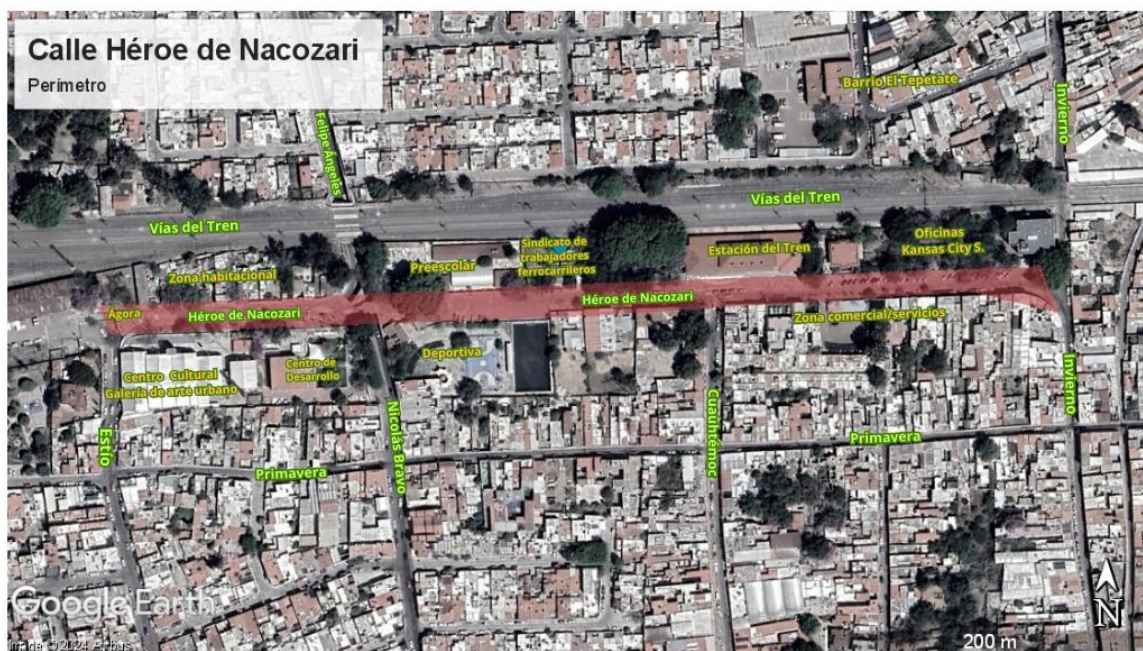 Calle Héroe de Nacozari
Perímetro
Barrio El Tepetate
Invierno
Felipe Ángeles
Vías del Tren
Vías del Tren
Sindicato de
trabajadores
ferrocarrileros
Estación del Tren
Oficinas
Kansas City S.
Zona habitacional
Preescolar
Ágora
Héroe de Nacozari
Héroe de Nacozari
Zona comercial/servicios
Centro Cultural
Galería de arte urbano
Centro de
Desarrollo
Deportiva
Invierno
Estío
Nicolás Bravo
Cuauhtémoc
Primavera
Primavera
Google Earth
Image © 2024 Airbus
200 m
N